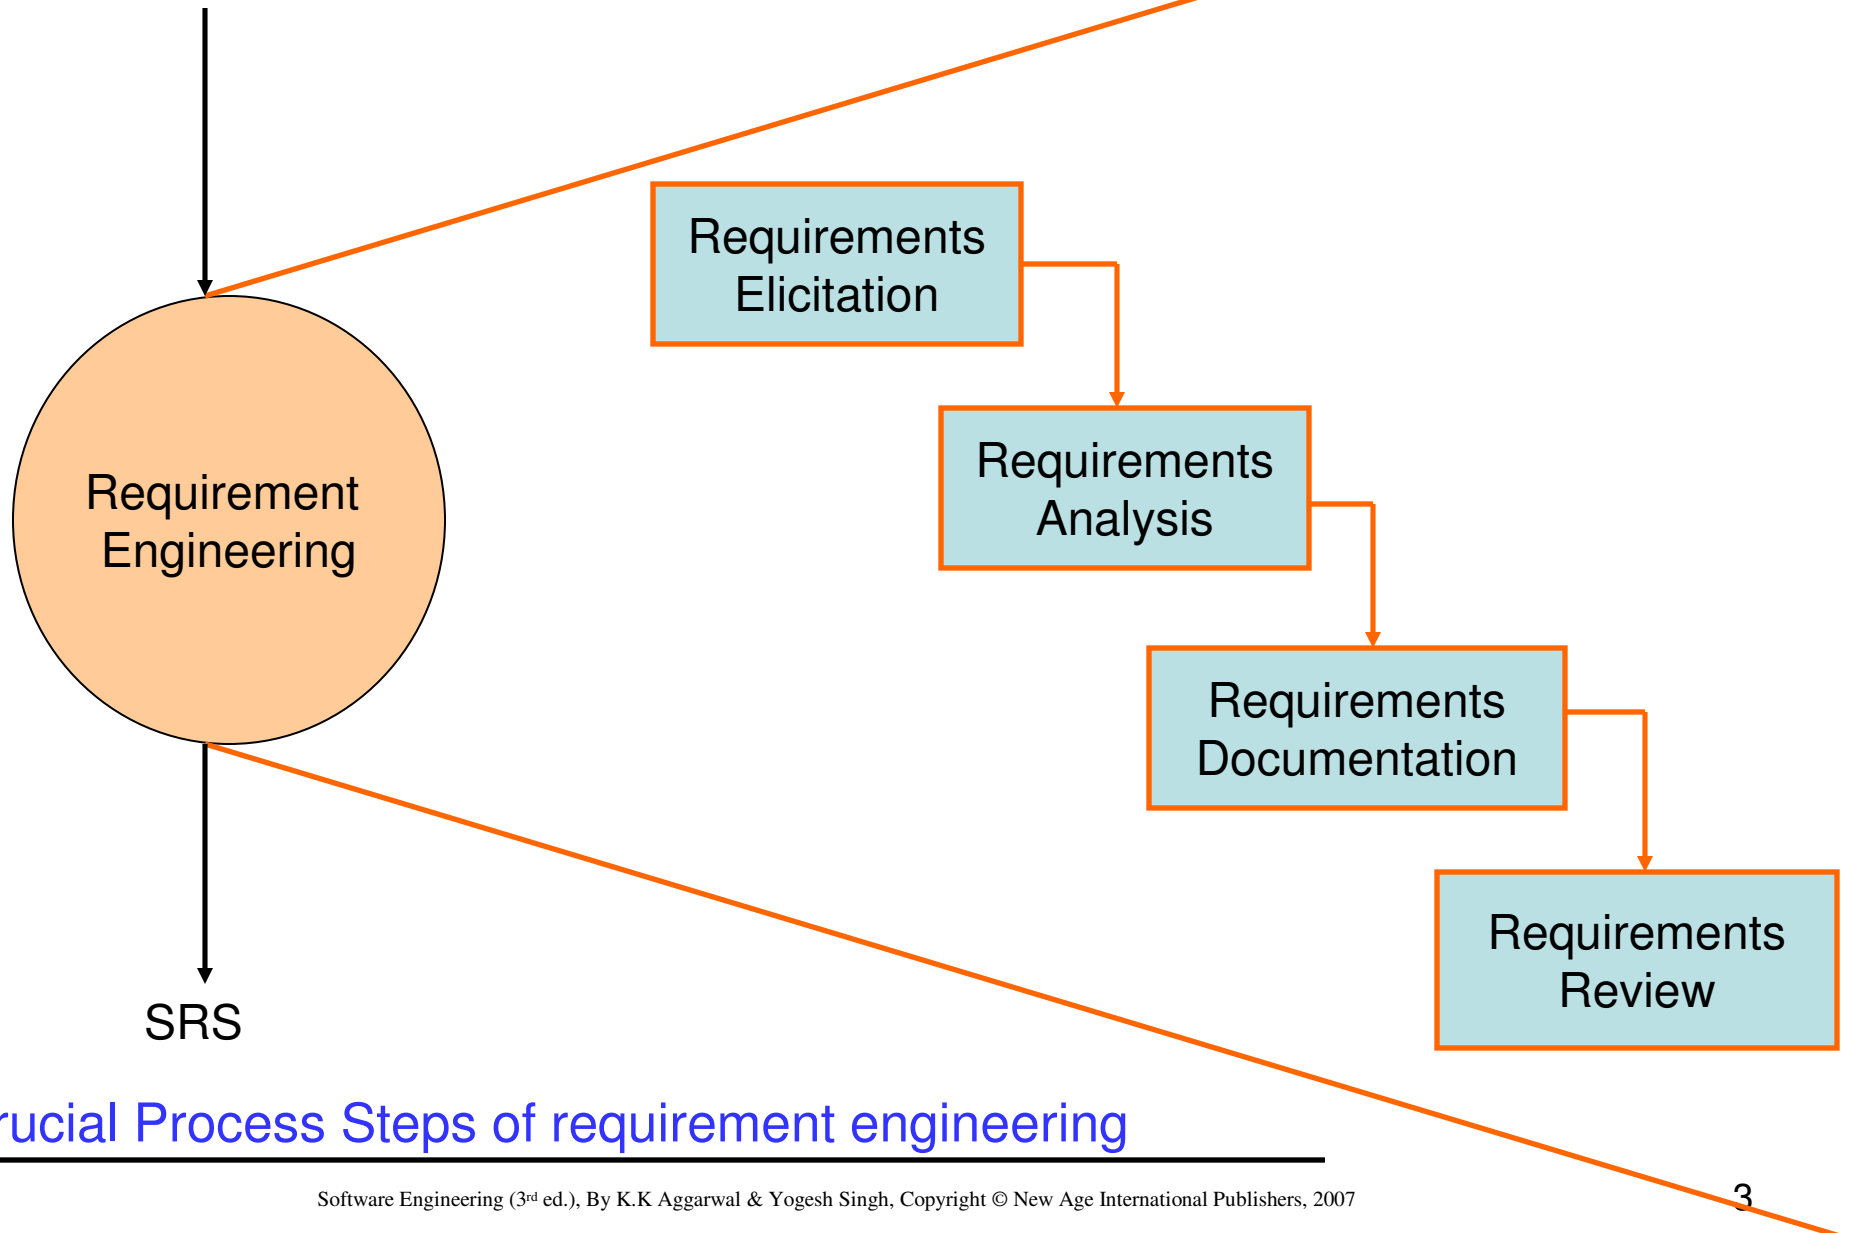 Requirements
Elicitation
Requirements
Analysis
Requirement
Engineering
Requirements
Documentation
Requirements
Review
SRS
rucial Process Steps of requirement engineering
Software Engineering (3rd ed.), By K.K Aggarwal & Yogesh Singh, Copyright © New Age International Publishers, 2007
3